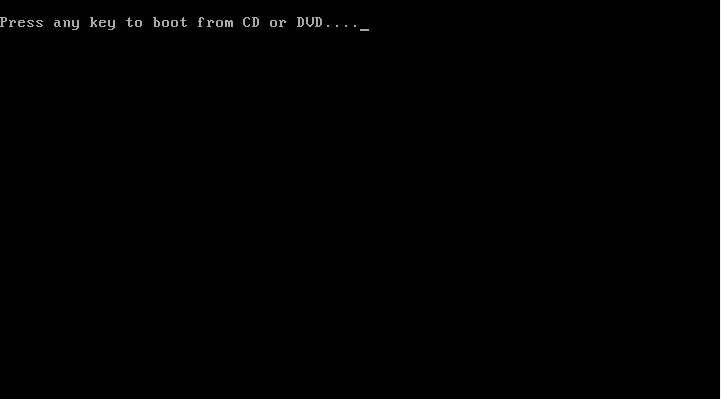 Press any key to boot from CD or DVD...._